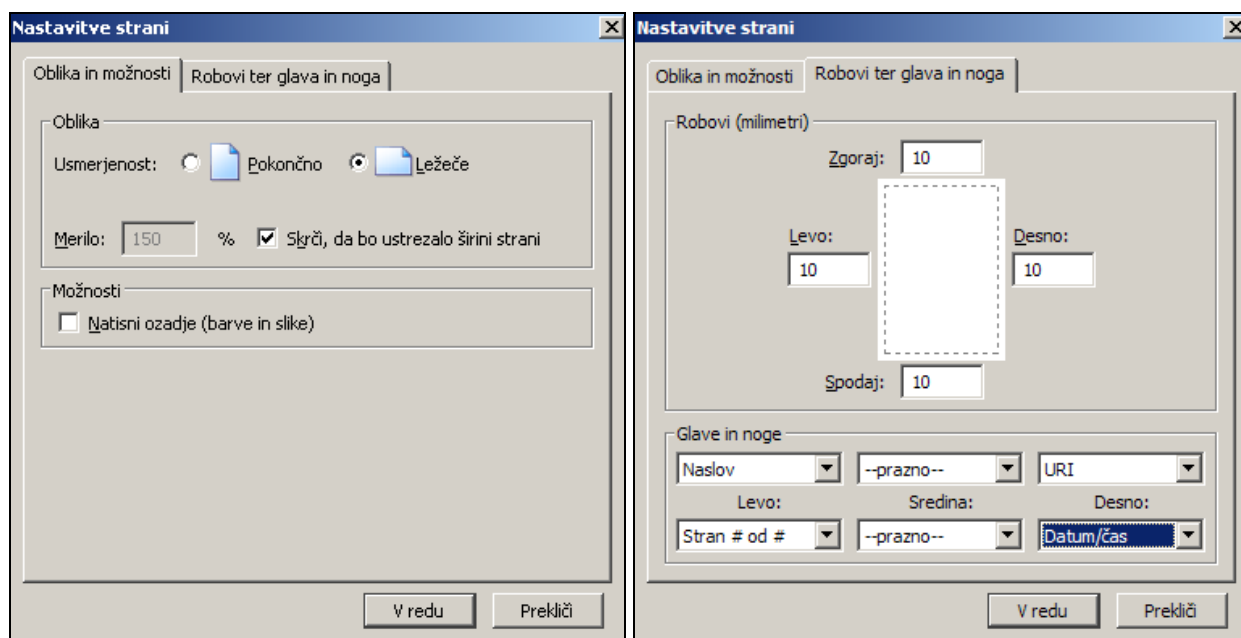 Nastavitve strani
Oblika in možnosti Robovi ter glava in noga
Oblika
Usmerjenost: Pokončno Ležeče
Merilo: 150 % Skrči, da bo ustrezalo širini strani
Možnosti
Natisni ozadje (barve in slike)
V redu Prekliči
Nastavitve strani
Oblika in možnosti Robovi ter glava in noga
Robovi (milimetri)
Zgoraj: 10
Levo: Desno:
10 10
Spodaj: 10
Glave in noge
Naslov --prazno-- URI
Levo: Sredina: Desno:
Stran # od # --prazno-- Datum/čas
V redu Prekliči